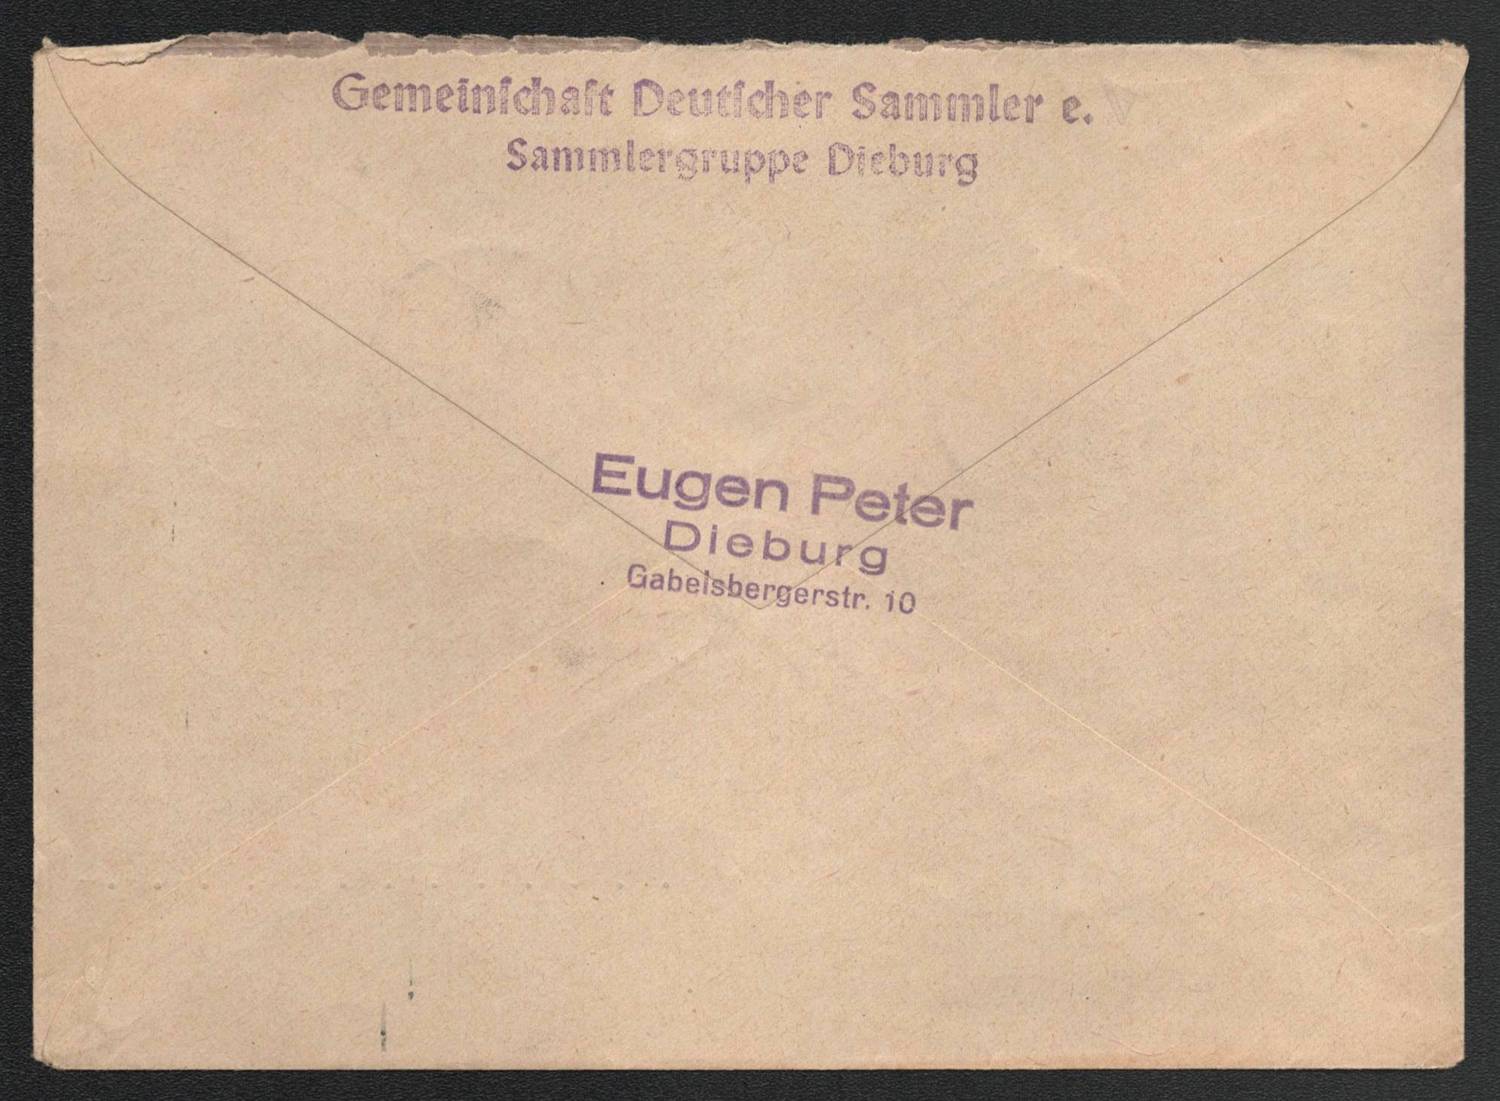 Gemeinſchaft Deutſcher Sammler e. V
Sammlergruppe Dieburg
Eugen Peter
Dieburg
Gabelsbergerstr. 10